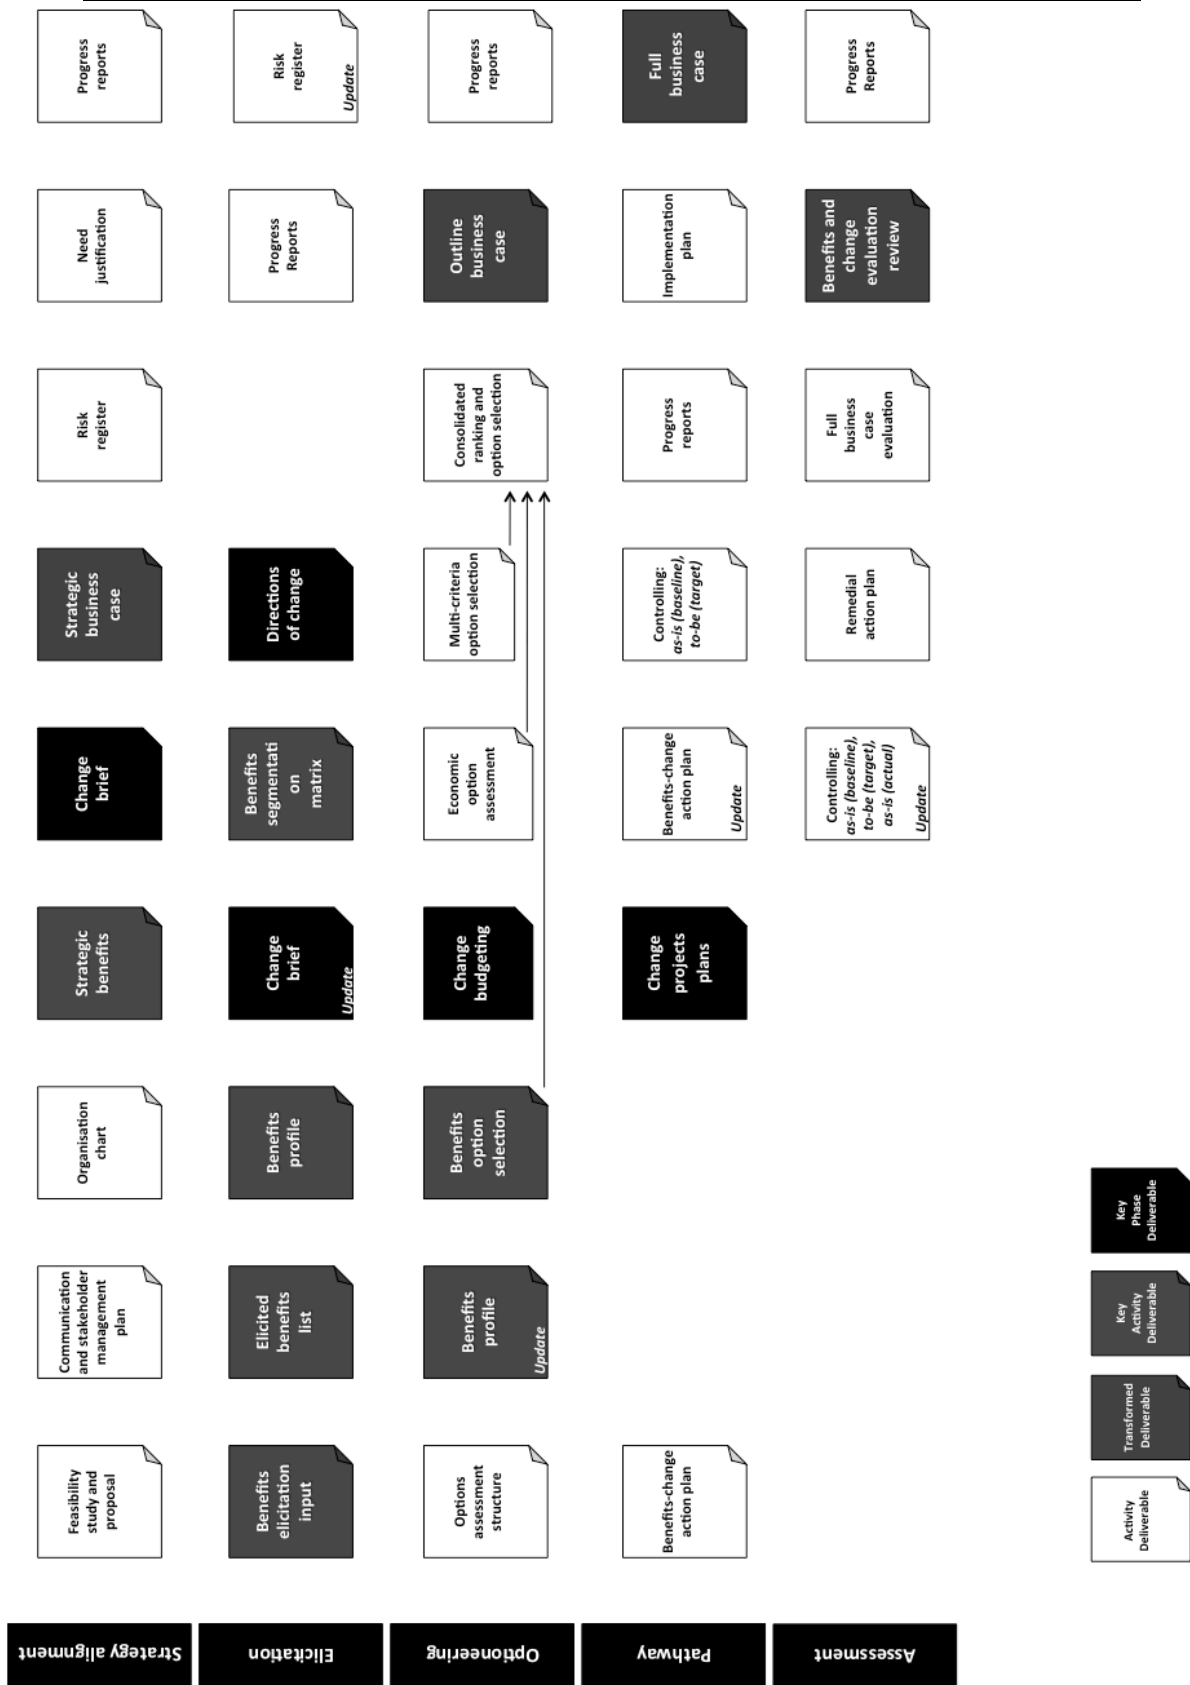 Strategy alignment
Feasibility
study and
proposal
Communication
and stakeholder
management
plan
Organisation
chart
Strategic
benefits
Change
brief
Strategic
business
case
Risk
register
Need
justification
Progress
reports
Elicitation
Benefits
elicitation
input
Elicited
benefits
list
Benefits
profile
Change
brief
Update
Benefits
segmentati
on
matrix
Directions
of change
Progress
Reports
Risk
register
Update
Optioneering
Options
assessment
structure
Benefits
profile
Update
Benefits
option
selection
Change
budgeting
Economic
option
assessment
Multi-criteria
option selection
Consolidated
ranking and
option selection
Outline
business
case
Progress
reports
Pathway
Benefits-change
action plan
Change
projects
plans
Benefits-change
action plan
Update
Controlling:
as-is (baseline),
to-be (target)
Progress
reports
Implementation
plan
Full
business
case
Assessment
Controlling:
as-is (baseline),
to-be (target),
as-is (actual)
Update
Remedial
action plan
Full
business
case
evaluation
Benefits and
change
evaluation
review
Progress
Reports
Activity
Deliverable
Transformed
Deliverable
Key
Activity
Deliverable
Key
Phase
Deliverable